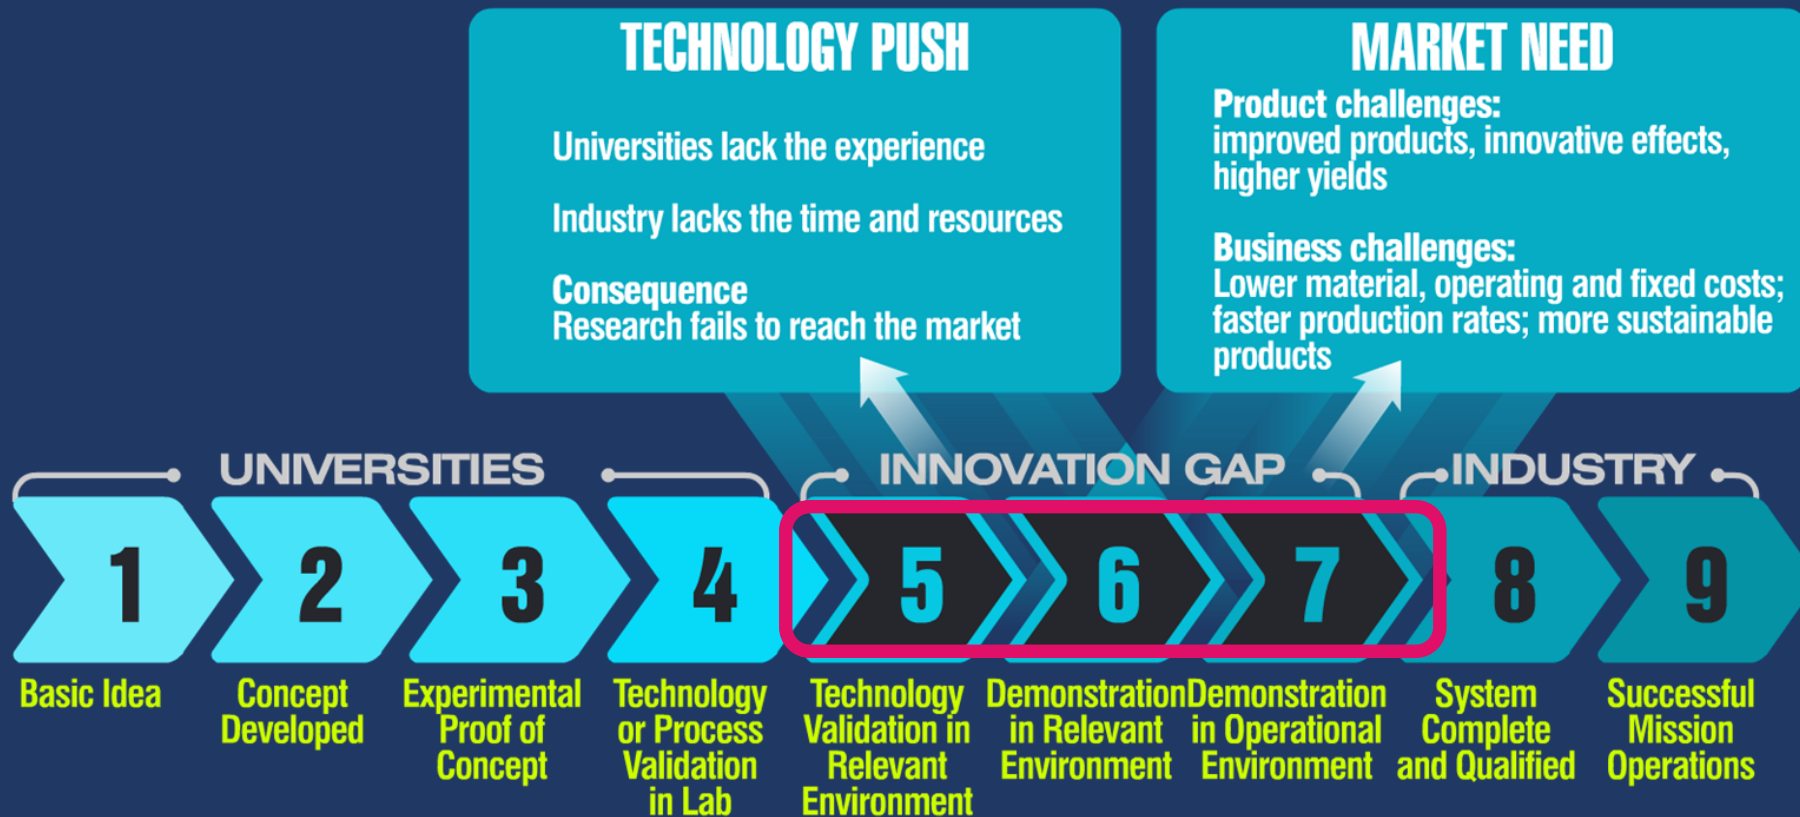 TECHNOLOGY PUSH
Universities lack the experience
Industry lacks the time and resources
Consequence
Research fails to reach the market
MARKET NEED
Product challenges:
improved products, innovative effects,
higher yields
Business challenges:
Lower material, operating and fixed costs;
faster production rates; more sustainable
products
UNIVERSITIES
INNOVATION GAP
INDUSTRY
1
2
3
4
5
6
7
8
9
Basic Idea
Concept
Developed
Experimental
Proof of
Concept
Technology
or Process
Validation
in Lab
Technology
Validation in
Relevant
Environment
Demonstration
in Relevant
Environment
Demonstration
in Operational
Environment
System
Complete
and Qualified
Successful
Mission
Operations